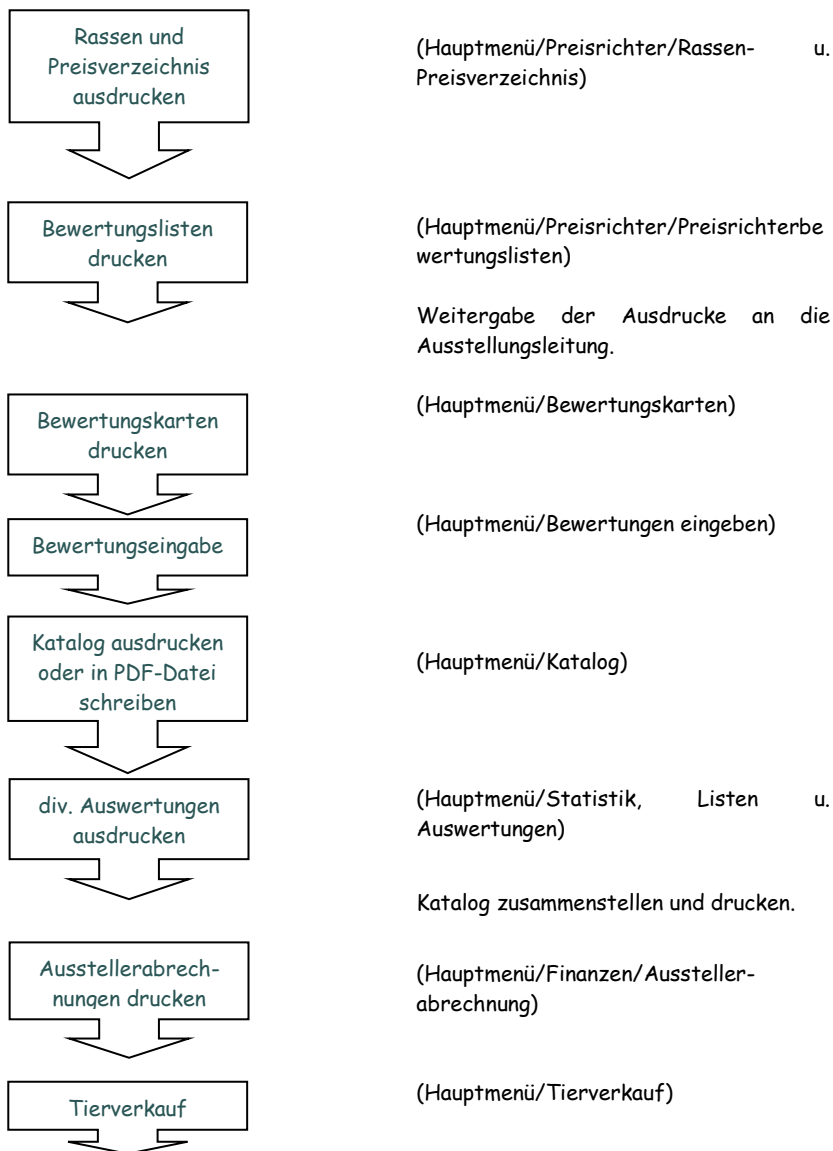 Rassen und
Preisverzeichnis
ausdrucken
(Hauptmenü/Preisrichter/Rassen- u.
Preisverzeichnis)
Bewertungslisten
drucken
(Hauptmenü/Preisrichter/Preisrichterbe
wertungslisten)
Weitergabe der Ausdrucke an die
Ausstellungsleitung.
Bewertungskarten
drucken
(Hauptmenü/Bewertungskarten)
Bewertungseingabe
(Hauptmenü/Bewertungen eingeben)
Katalog ausdrucken
oder in PDF-Datei
schreiben
(Hauptmenü/Katalog)
div. Auswertungen
ausdrucken
(Hauptmenü/Statistik, Listen u.
Auswertungen)
Katalog zusammenstellen und drucken.
Ausstellerabrech-
nungen drucken
(Hauptmenü/Finanzen/Aussteller-
abrechnung)
Tierverkauf
(Hauptmenü/Tierverkauf)